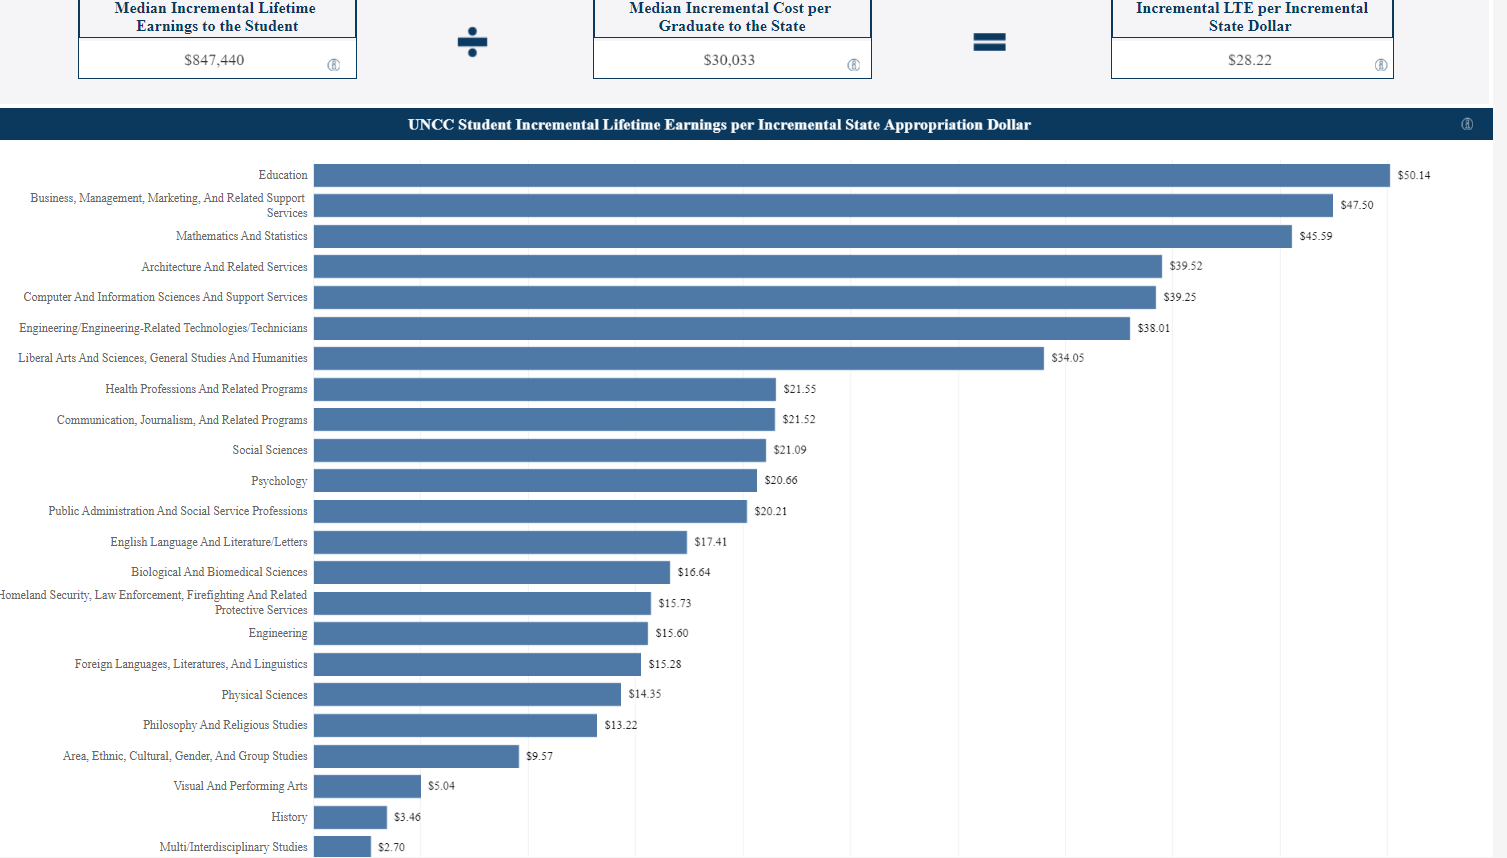 Median Incremental Lifetime
Earnings to the Student
$847,440
÷
Median Incremental Cost per
Graduate to the State
$30,033
=
Incremental LTE per Incremental
State Dollar
$28.22
UNCC Student Incremental Lifetime Earnings per Incremental State Appropriation Dollar
Education $50.14
Business, Management, Marketing, And Related Support
Services $47.50
Mathematics And Statistics $45.59
Architecture And Related Services $39.52
Computer And Information Sciences And Support Services $39.25
Engineering/Engineering-Related Technologies/Technicians $38.01
Liberal Arts And Sciences, General Studies And Humanities $34.05
Health Professions And Related Programs $21.55
Communication, Journalism, And Related Programs $21.52
Social Sciences $21.09
Psychology $20.66
Public Administration And Social Service Professions $20.21
English Language And Literature/Letters $17.41
Biological And Biomedical Sciences $16.64
Homeland Security, Law Enforcement, Firefighting And Related
Protective Services $15.73
Engineering $15.60
Foreign Languages, Literatures, And Linguistics $15.28
Physical Sciences $14.35
Philosophy And Religious Studies $13.22
Area, Ethnic, Cultural, Gender, And Group Studies $9.57
Visual And Performing Arts $5.04
History $3.46
Multi/Interdisciplinary Studies $2.70